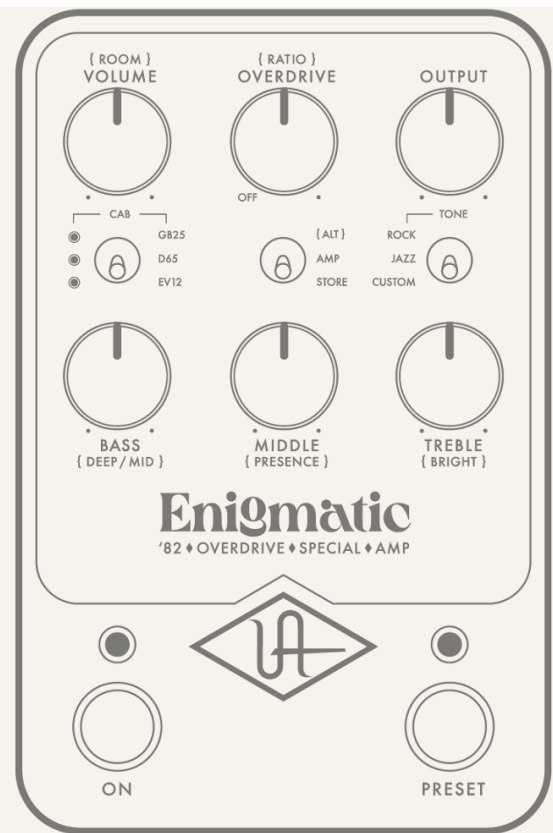 { ROOM } { RATIO }
VOLUME OVERDRIVE OUTPUT
OFF
CAB TONE
GB25 { ALT } ROCK
D65 AMP JAZZ
EV12 STORE CUSTOM
BASS MIDDLE TREBLE
{ DEEP / MID } { PRESENCE } { BRIGHT }
Enigmatic
'82 ♦ OVERDRIVE ♦ SPECIAL ♦ AMP
UA
ON PRESET